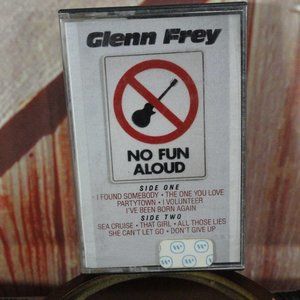 Glenn Frey
NO FUN
ALOUD
SIDE ONE
I FOUND SOMEBODY • THE ONE YOU LOVE
PARTYTOWN • I VOLUNTEER
I'VE BEEN BORN AGAIN
SIDE TWO
SEA CRUISE • THAT GIRL • ALL THOSE LIES
SHE CAN'T LET GO • DON'T GIVE UP